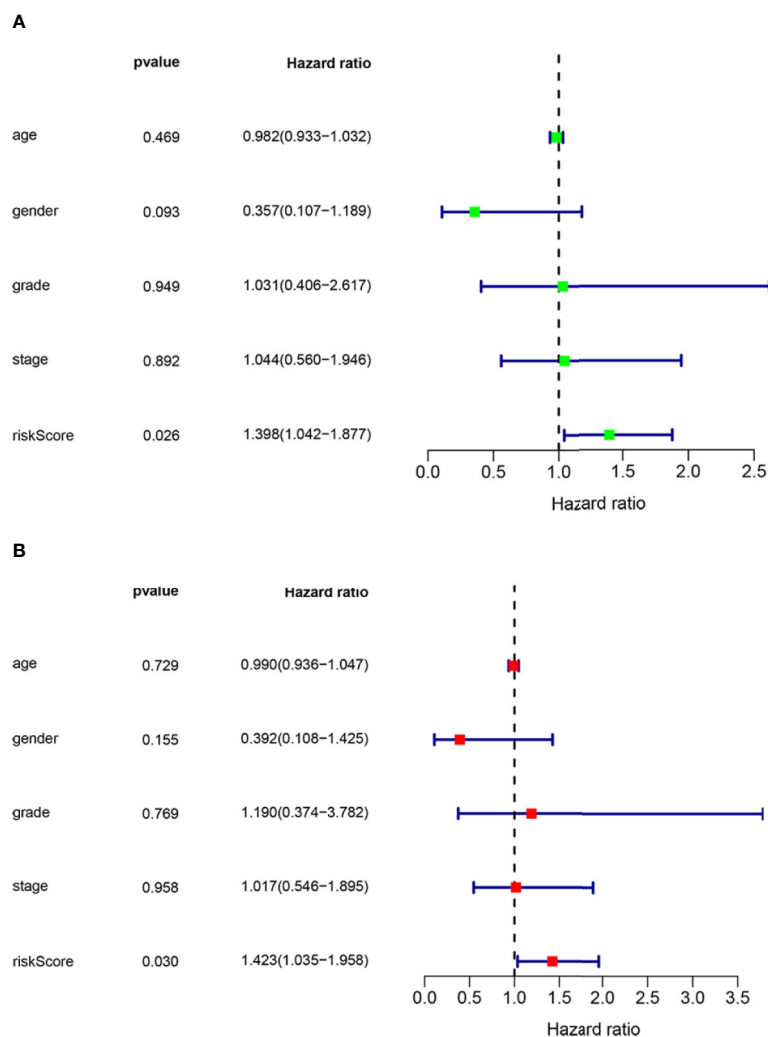 A
pvalue Hazard ratio
age 0.469 0.982(0.933−1.032)
gender 0.093 0.357(0.107−1.189)
grade 0.949 1.031(0.406−2.617)
stage 0.892 1.044(0.560−1.946)
riskScore 0.026 1.398(1.042−1.877)
0.0 0.5 1.0 1.5 2.0 2.5
Hazard ratio
B
pvalue Hazard ratio
age 0.729 0.990(0.936−1.047)
gender 0.155 0.392(0.108−1.425)
grade 0.769 1.190(0.374−3.782)
stage 0.958 1.017(0.546−1.895)
riskScore 0.030 1.423(1.035−1.958)
0.0 0.5 1.0 1.5 2.0 2.5 3.0 3.5
Hazard ratio